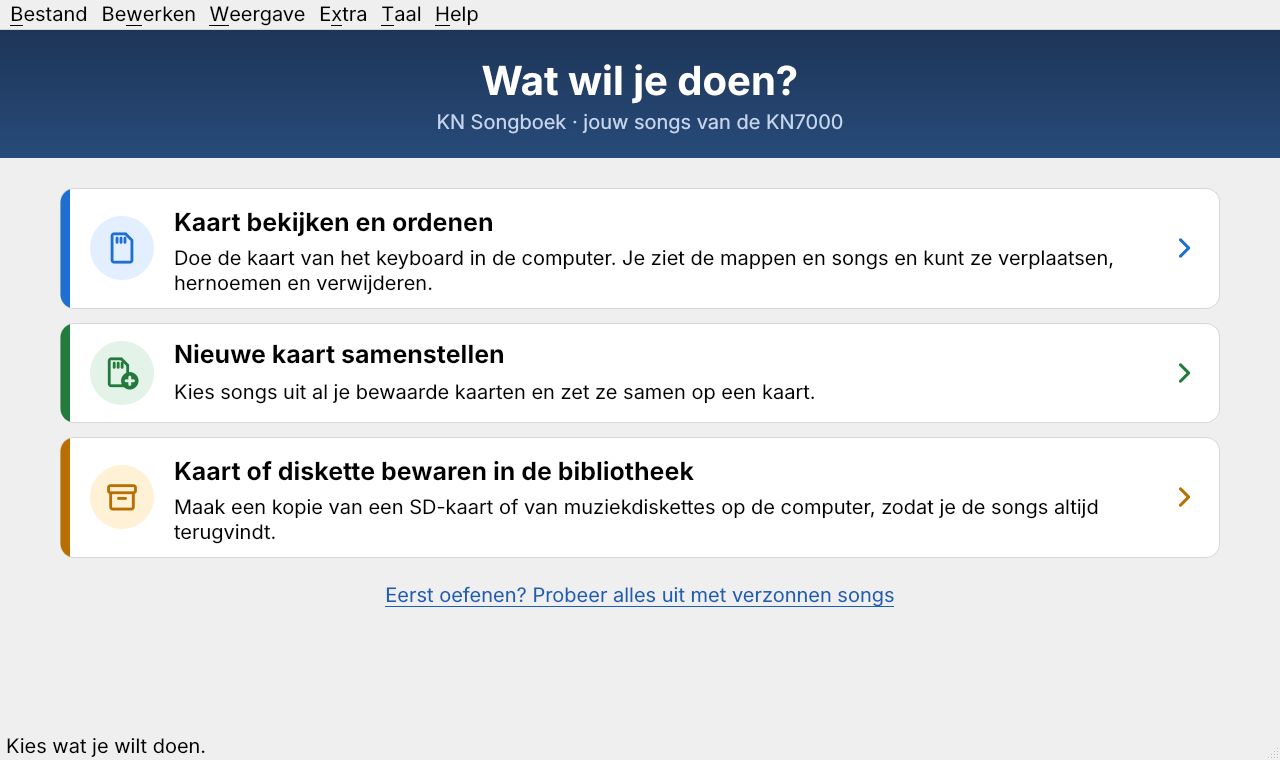 Bestand Bewerken Weergave Extra Taal Help
Wat wil je doen?
KN Songboek · jouw songs van de KN7000
Kaart bekijken en ordenen
Doe de kaart van het keyboard in de computer. Je ziet de mappen en songs en kunt ze verplaatsen,
hernoemen en verwijderen.
Nieuwe kaart samenstellen
Kies songs uit al je bewaarde kaarten en zet ze samen op een kaart.
Kaart of diskette bewaren in de bibliotheek
Maak een kopie van een SD-kaart of van muziekdiskettes op de computer, zodat je de songs altijd
terugvindt.
Eerst oefenen? Probeer alles uit met verzonnen songs
Kies wat je wilt doen.